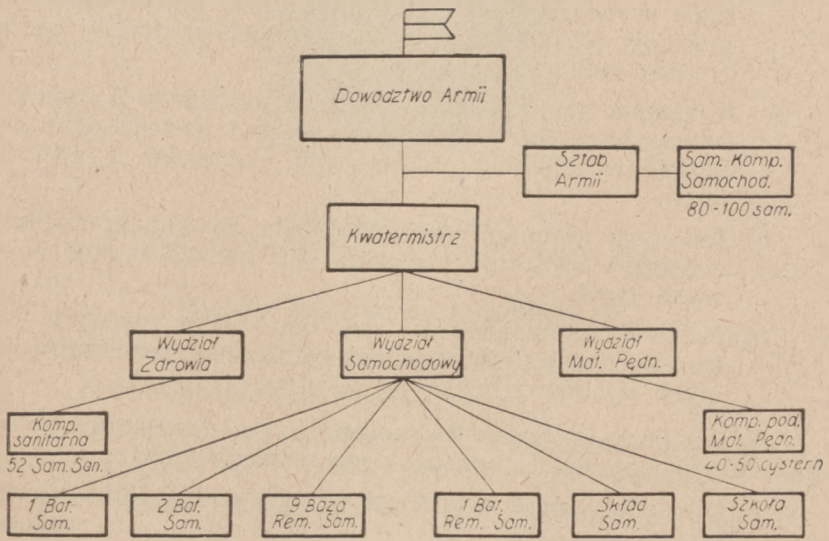 Dowodztwo Armii
Sztab
Armii
Sam. Komp.
Samochod.
80-100 sam.
Kwatermistrz
Wydział
Zdrowia
Wydział
Samochodowy
Wydział
Mat. Pędn.
Komp.
sanitarna
52 Sam. San.
Komp. pod.
Mat. Pędn.
40-50 cystern
1 Bat.
Sam.
2 Bat.
Sam.
9 Baza
Rem. Sam.
1 Bat.
Rem. Sam.
Skład
Sam.
Szkoła
Sam.